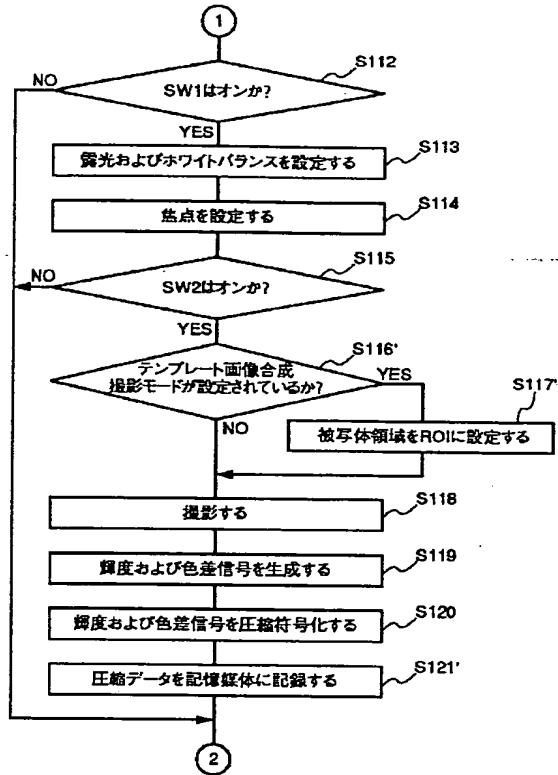 1
S112
NO
SW1はオンか?
YES
S113
露光およびホワイトバランスを設定する
S114
焦点を設定する
S115
NO
SW2はオンか?
YES
S116'
テンプレート画像合成
撮影モードが設定されているか?
YES
S117'
NO
被写体領域をROIに設定する
S118
撮影する
S119
輝度および色差信号を生成する
S120
輝度および色差信号を圧縮符号化する
S121'
圧縮データを記憶媒体に記録する
2